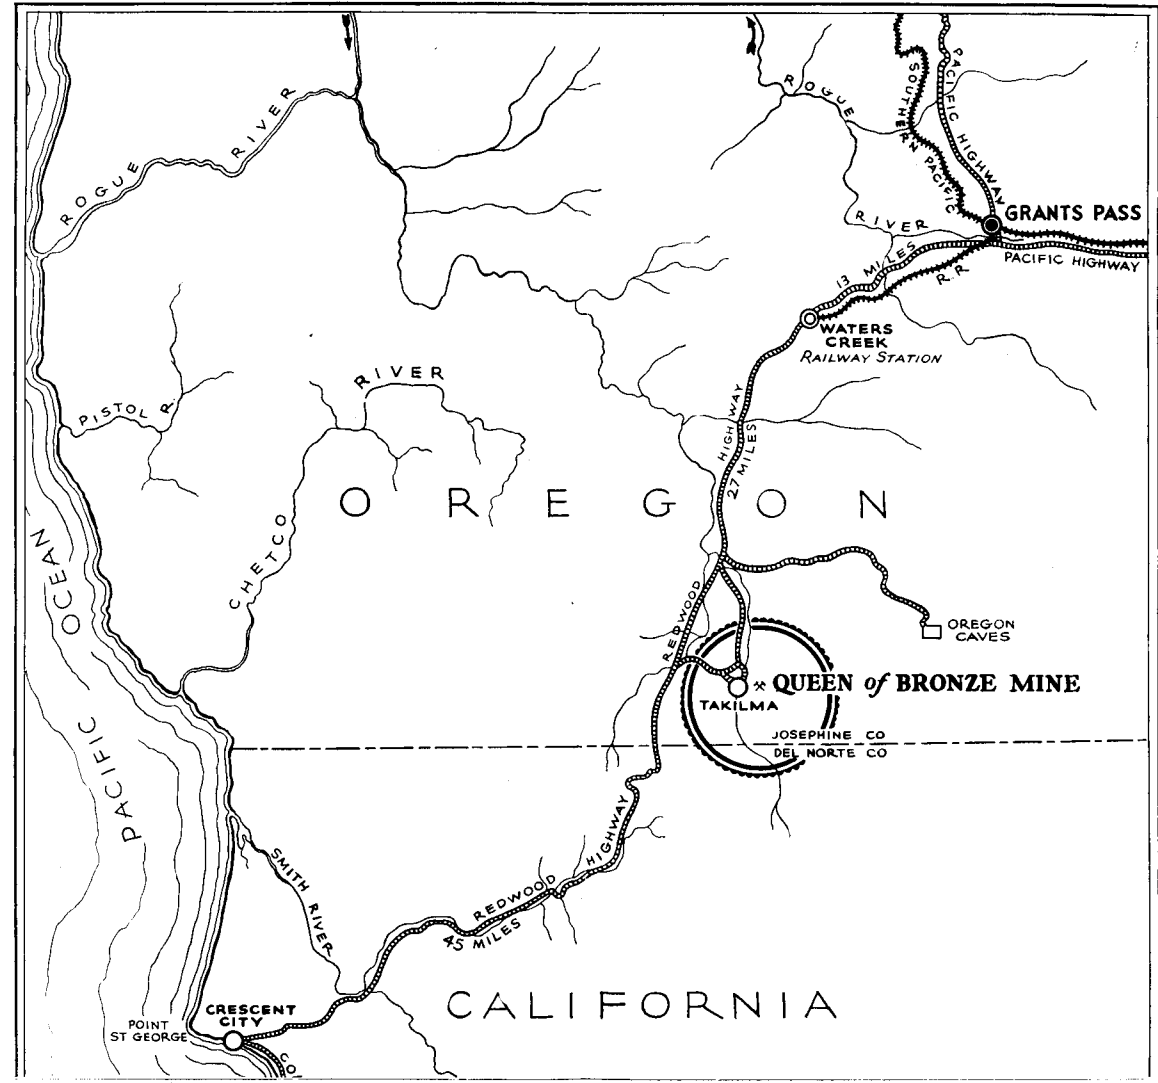 ROGUE RIVER
ROGUE
RIVER
SOUTHERN PACIFIC
PACIFIC HIGHWAY
GRANTS PASS
PACIFIC HIGHWAY
13 MILES
R.R.
WATERS
CREEK
RAILWAY STATION
PISTOL R.
CHETCO
RIVER
HIGHWAY
27 MILES
OREGON
PACIFIC OCEAN
REDWOOD
OREGON
CAVES
QUEEN of BRONZE MINE
TAKILMA
JOSEPHINE CO
DEL NORTE CO
SMITH RIVER
REDWOOD HIGHWAY
45 MILES
CALIFORNIA
CRESCENT
CITY
POINT
ST GEORGE